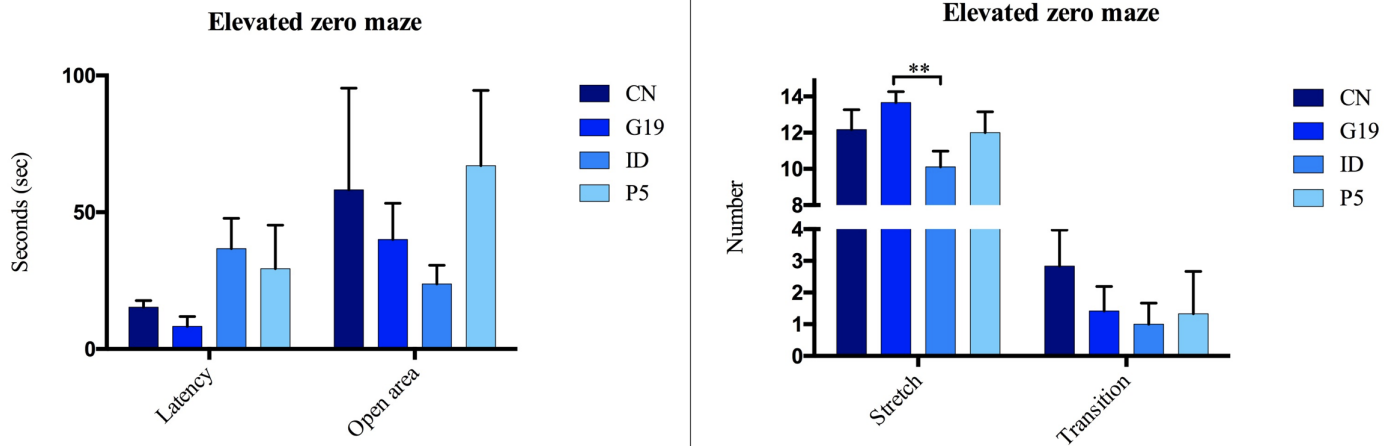 Elevated zero maze
Seconds (sec)
100
50
0
Latency
Open area
CN
G19
ID
P5
Elevated zero maze
Number
**
14
12
10
8
4
3
2
1
0
Stretch
Transition
CN
G19
ID
P5